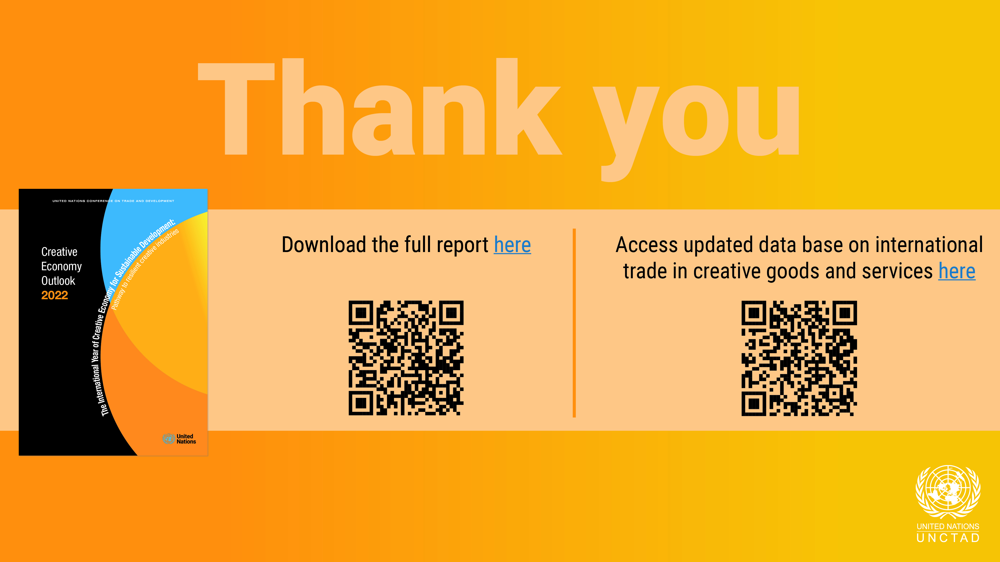 Thank you
UNITED NATIONS CONFERENCE ON TRADE AND DEVELOPMENT
Creative
Economy
Outlook
2022
The International Year of Creative Economy for Sustainable Development:
Pathway to resilient creative industries
United
Nations
Download the full report here
Access updated data base on international
trade in creative goods and services here
UNITED NATIONS
UNCTAD